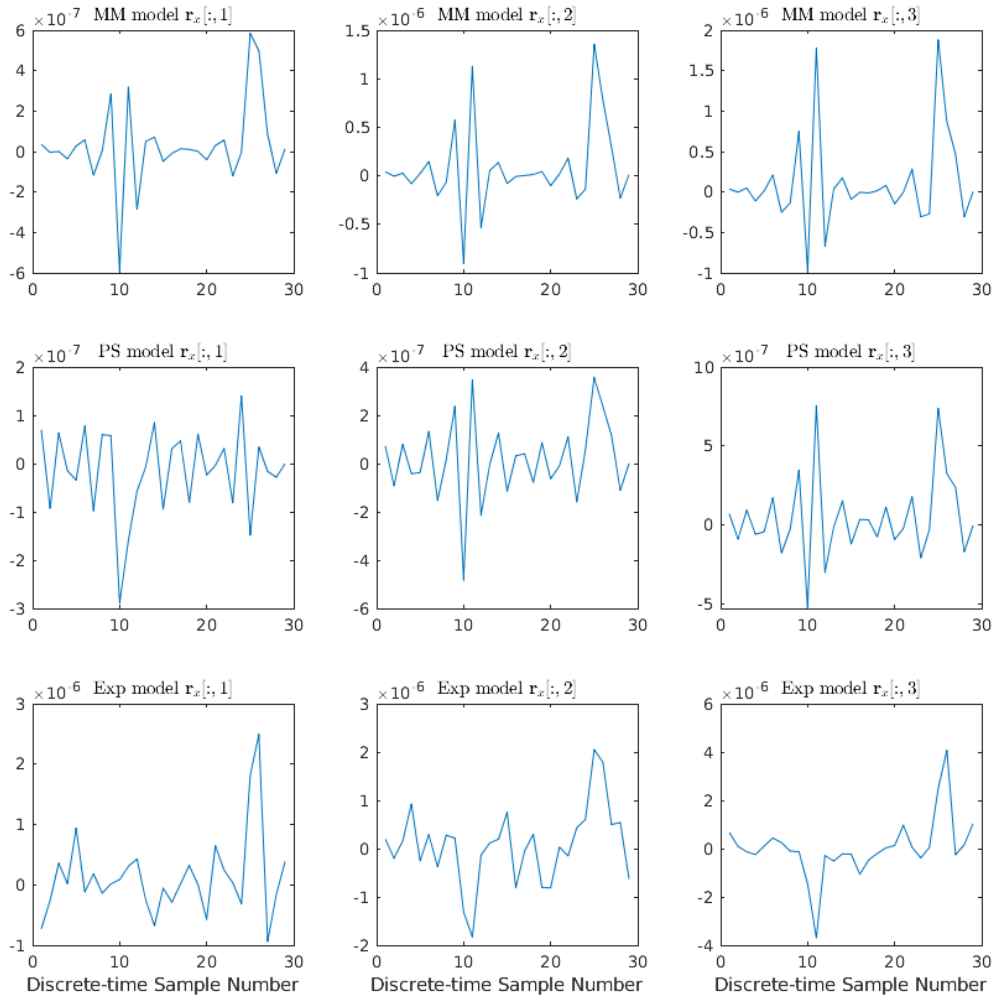 ×10⁻⁷ MM model r_x[:, 1]
6
4
2
0
-2
-4
-6
0 10 20 30
×10⁻⁶ MM model r_x[:, 2]
1.5
1
0.5
0
-0.5
-1
0 10 20 30
×10⁻⁶ MM model r_x[:, 3]
2
1.5
1
0.5
0
-0.5
-1
0 10 20 30
×10⁻⁷ PS model r_x[:, 1]
2
1
0
-1
-2
-3
0 10 20 30
×10⁻⁷ PS model r_x[:, 2]
4
2
0
-2
-4
-6
0 10 20 30
×10⁻⁷ PS model r_x[:, 3]
10
5
0
-5
0 10 20 30
×10⁻⁶ Exp model r_x[:, 1]
3
2
1
0
-1
0 10 20 30
Discrete-time Sample Number
×10⁻⁶ Exp model r_x[:, 2]
3
2
1
0
-1
-2
0 10 20 30
Discrete-time Sample Number
×10⁻⁶ Exp model r_x[:, 3]
6
4
2
0
-2
-4
0 10 20 30
Discrete-time Sample Number